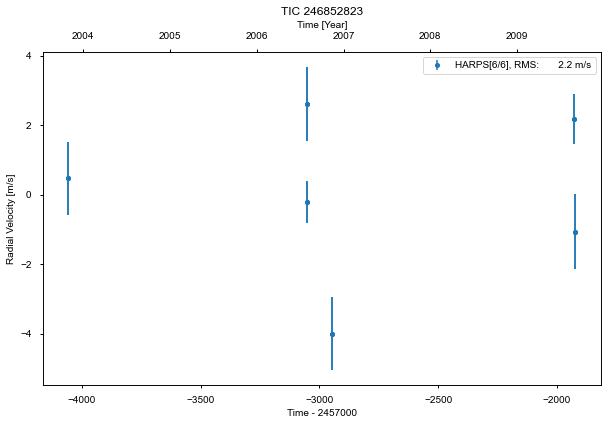 TIC 246852823
Time [Year]
2004 2005 2006 2007 2008 2009
HARPS[6/6], RMS: 2.2 m/s
Radial Velocity [m/s]
4
2
0
−2
−4
−4000 −3500 −3000 −2500 −2000
Time - 2457000